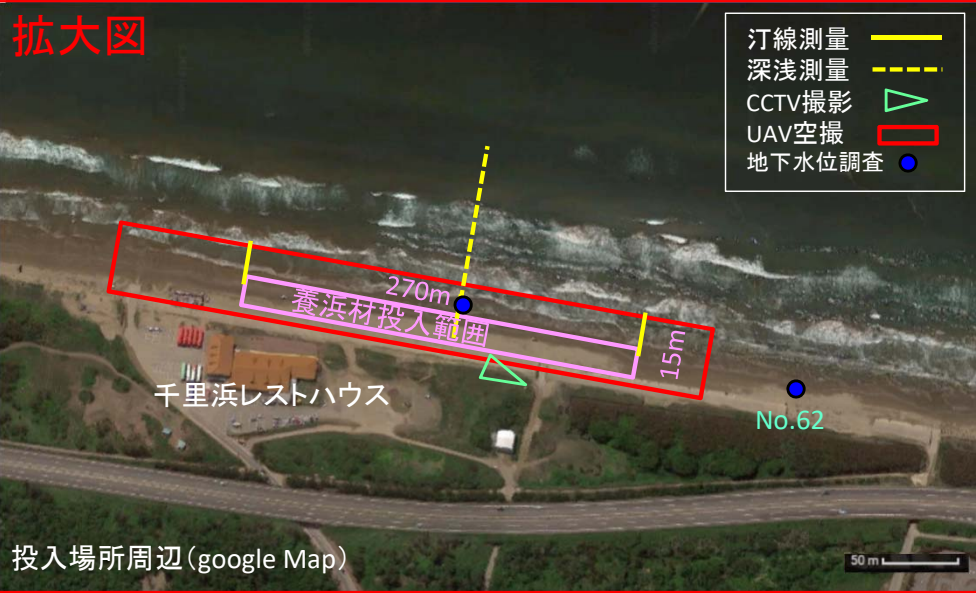 拡大図
汀線測量
深浅測量
CCTV撮影
UAV空撮
地下水位調査
270m
養浜材投入範囲
15m
千里浜レストハウス
No.62
投入場所周辺(google Map)
50 m